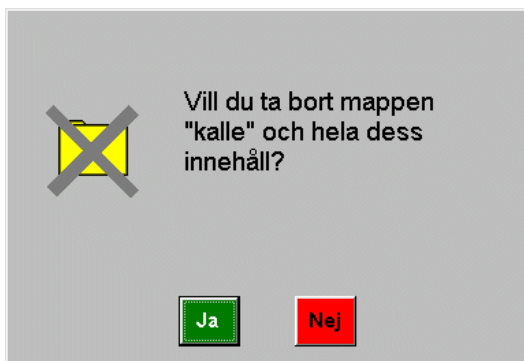 Vill du ta bort mappen
"kalle" och hela dess
innehåll?
Ja
Nej